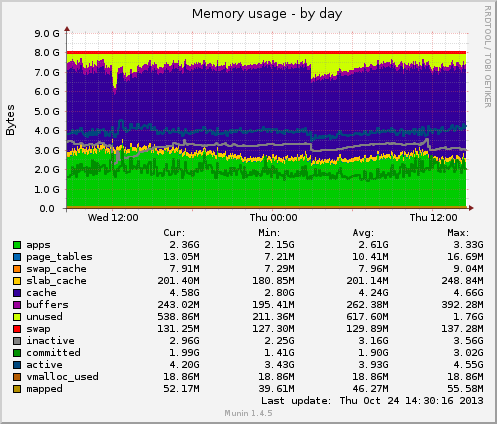 Memory usage - by day
RRDTOOL / TOBI OETIKER
Bytes
9.0 G
8.0 G
7.0 G
6.0 G
5.0 G
4.0 G
3.0 G
2.0 G
1.0 G
0.0
Wed 12:00 Thu 00:00 Thu 12:00
Cur: Min: Avg: Max:
apps 2.36G 2.15G 2.61G 3.33G
page_tables 13.05M 7.21M 10.41M 16.69M
swap_cache 7.91M 7.29M 7.96M 9.04M
slab_cache 201.40M 180.85M 201.14M 248.84M
cache 4.58G 2.80G 4.24G 4.66G
buffers 243.02M 195.41M 262.38M 392.28M
unused 538.86M 211.36M 617.60M 1.76G
swap 131.25M 127.30M 129.89M 137.28M
inactive 2.96G 2.25G 3.16G 3.56G
committed 1.99G 1.41G 1.90G 3.02G
active 4.20G 3.43G 3.93G 4.55G
vmalloc_used 18.86M 18.86M 18.86M 18.86M
mapped 52.17M 39.61M 46.27M 55.58M
Last update: Thu Oct 24 14:30:16 2013
Munin 1.4.5